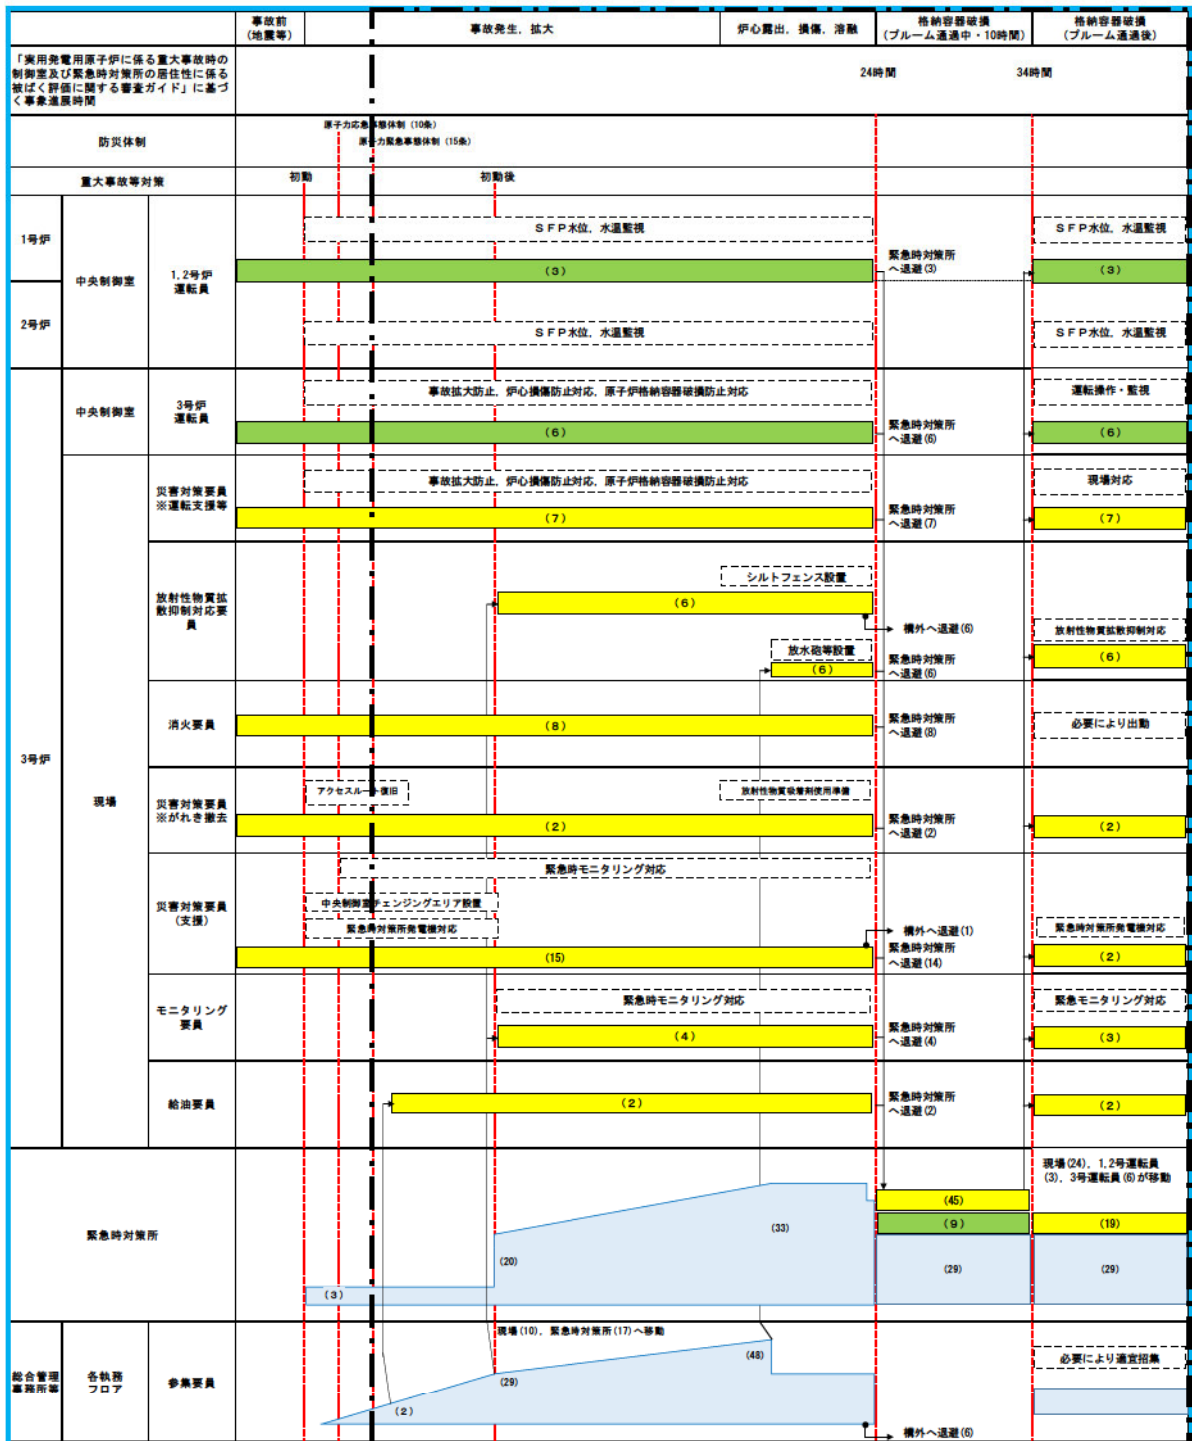 事故前
(地震等)
事故発生, 拡大
炉心露出, 損傷, 溶融
格納容器破損
(プルーム通過中・10時間)
格納容器破損
(プルーム通過後)
「実用発電用原子炉に係る重大事故時の
制御室及び緊急時対策所の居住性に係る
被ばく評価に関する審査ガイド」に基づ
く事象進展時間
24時間
34時間
防災体制
原子力応急事態体制(10条)
原子力緊急事態体制(15条)
重大事故等対策
初動
初動後
1号炉
2号炉
中央制御室
1,2号炉
運転員
SFP水位, 水温監視
(3)
SFP水位, 水温監視
緊急時対策所
へ退避(3)
SFP水位, 水温監視
(3)
SFP水位, 水温監視
3号炉
中央制御室
3号炉
運転員
事故拡大防止, 炉心損傷防止対応, 原子炉格納容器破損防止対応
(6)
緊急時対策所
へ退避(6)
運転操作・監視
(6)
現場
災害対策要員
※運転支援等
事故拡大防止, 炉心損傷防止対応, 原子炉格納容器破損防止対応
(7)
緊急時対策所
へ退避(7)
現場対応
(7)
放射性物質拡
散抑制対応要
員
シルトフェンス設置
(6)
構外へ退避(6)
放水砲等設置
(6)
緊急時対策所
へ退避(6)
放射性物質拡散抑制対応
(6)
消火要員
(8)
緊急時対策所
へ退避(8)
必要により出動
災害対策要員
※がれき撤去
アクセスルート復旧
放射性物質吸着剤使用準備
(2)
緊急時対策所
へ退避(2)
(2)
災害対策要員
(支援)
緊急時モニタリング対応
中央制御室チェンジングエリア設置
緊急時対策所発電機対応
(15)
構外へ退避(1)
緊急時対策所
へ退避(14)
緊急時対策所発電機対応
(2)
モニタリング
要員
緊急時モニタリング対応
(4)
緊急時対策所
へ退避(4)
緊急モニタリング対応
(3)
給油要員
(2)
緊急時対策所
へ退避(2)
(2)
緊急時対策所
(3)
(20)
(33)
(45)
(9)
(29)
現場(24), 1,2号運転員
(3), 3号運転員(6)が移動
(19)
(29)
総合管理
事務所等
各執務
フロア
参集要員
現場(10), 緊急時対策所(17)へ移動
(2)
(29)
(48)
構外へ退避(6)
必要により適宜招集